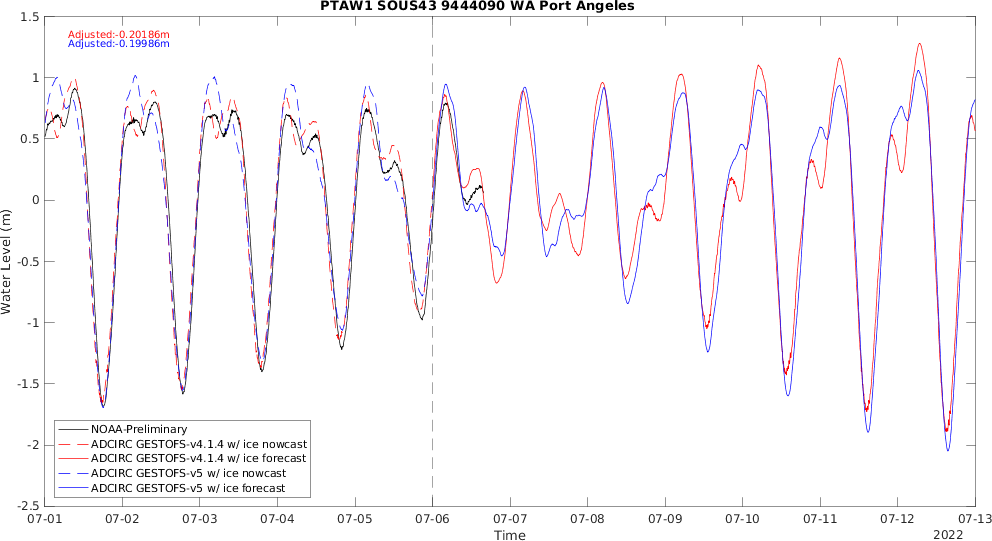 PTAW1 SOUS43 9444090 WA Port Angeles
Adjusted:-0.20186m
Adjusted:-0.19986m
1.5
1
0.5
0
-0.5
-1
-1.5
-2
-2.5
Water Level (m)
NOAA-Preliminary
ADCIRC GESTOFS-v4.1.4 w/ ice nowcast
ADCIRC GESTOFS-v4.1.4 w/ ice forecast
ADCIRC GESTOFS-v5 w/ ice nowcast
ADCIRC GESTOFS-v5 w/ ice forecast
07-01 07-02 07-03 07-04 07-05 07-06 07-07 07-08 07-09 07-10 07-11 07-12 07-13
Time
2022